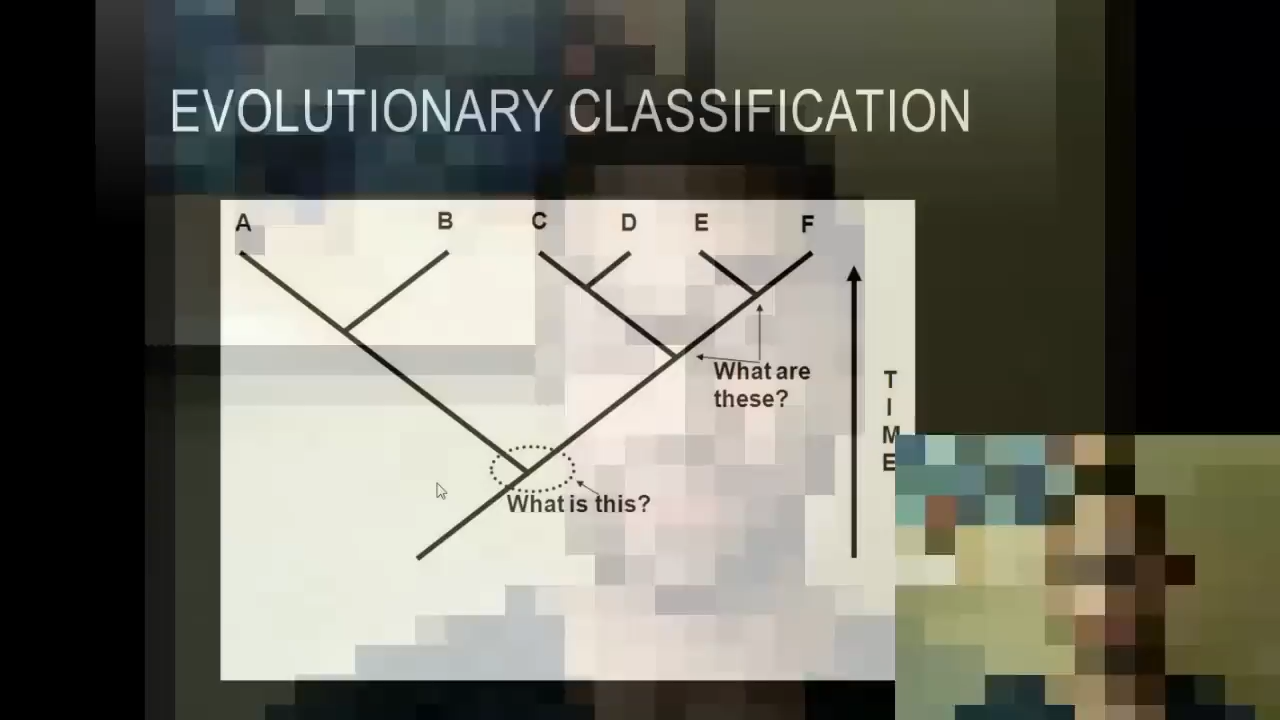 EVOLUTIONARY CLASSIFICATION
A B C D E F
What are
these?
T
I
M
E
What is this?